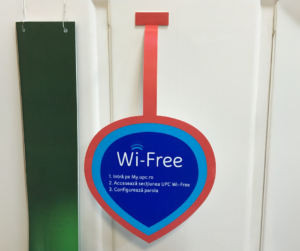 Wi-Free
1. Intră pe My.upc.ro
2. Accesează secțiunea UPC Wi-Free
3. Configurează parola